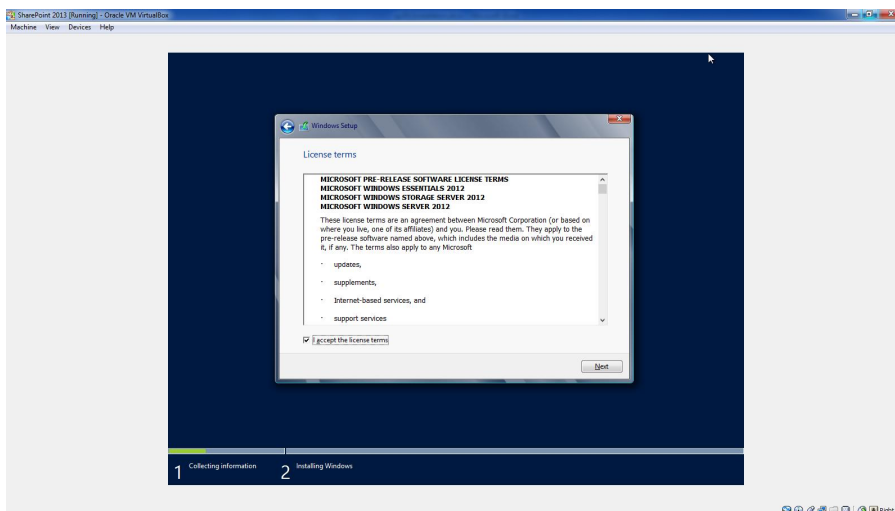 SharePoint 2013 [Running] - Oracle VM VirtualBox
Machine View Devices Help
Windows Setup
License terms
MICROSOFT PRE-RELEASE SOFTWARE LICENSE TERMS
MICROSOFT WINDOWS ESSENTIALS 2012
MICROSOFT WINDOWS STORAGE SERVER 2012
MICROSOFT WINDOWS SERVER 2012
These license terms are an agreement between Microsoft Corporation (or based on
where you live, one of its affiliates) and you. Please read them. They apply to the
pre-release software named above, which includes the media on which you received
it, if any. The terms also apply to any Microsoft
· updates,
· supplements,
· Internet-based services, and
· support services
I accept the license terms
Next
1 Collecting information 2 Installing Windows
Right